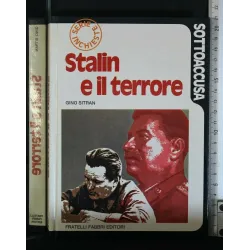 SERIE
INCHIESTE
Stalin
e il terrore
GINO SITRAN
SOTTOACCUSA
FRATELLI FABBRI EDITORI